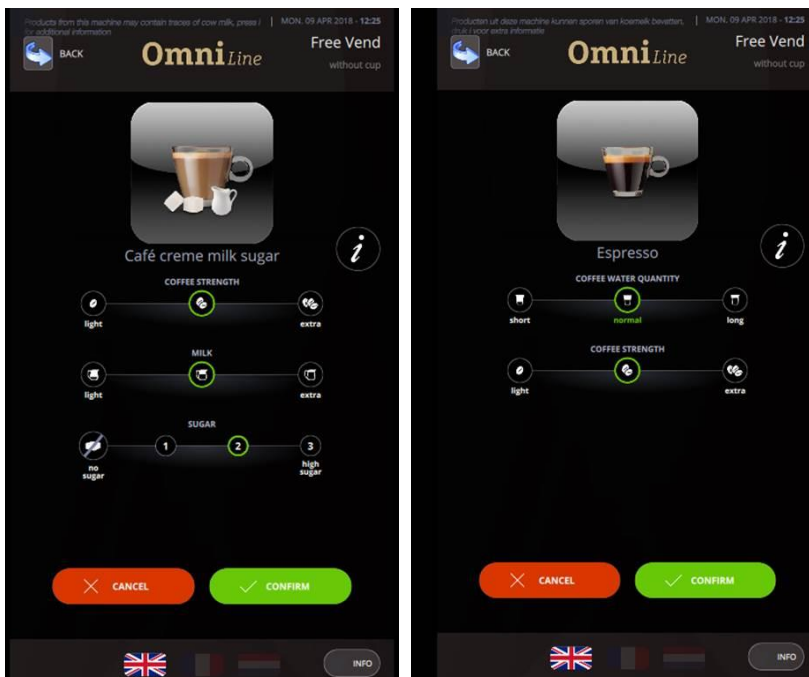 Products from this machine may contain traces of cow milk, press i
for additional information
MON. 09 APR 2018 - 12:25
BACK
Omni Line
Free Vend
without cup
i
Café creme milk sugar
COFFEE STRENGTH
light
extra
MILK
light
extra
SUGAR
1
2
3
no
sugar
high
sugar
CANCEL
CONFIRM
INFO
Producten uit deze machine kunnen sporen van koemelk bevatten,
druk i voor extra informatie
MON. 09 APR 2018 - 12:25
BACK
Omni Line
Free Vend
without cup
i
Espresso
COFFEE WATER QUANTITY
short
normal
long
COFFEE STRENGTH
light
extra
CANCEL
CONFIRM
INFO